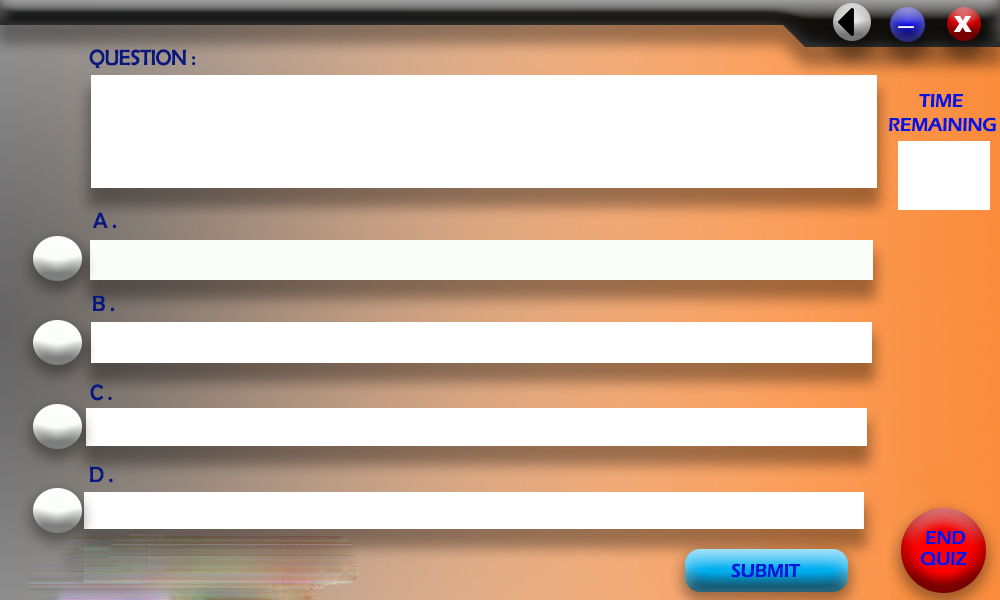 QUESTION :
TIME
REMAINING
A .
B .
C .
D .
END
QUIZ
SUBMIT